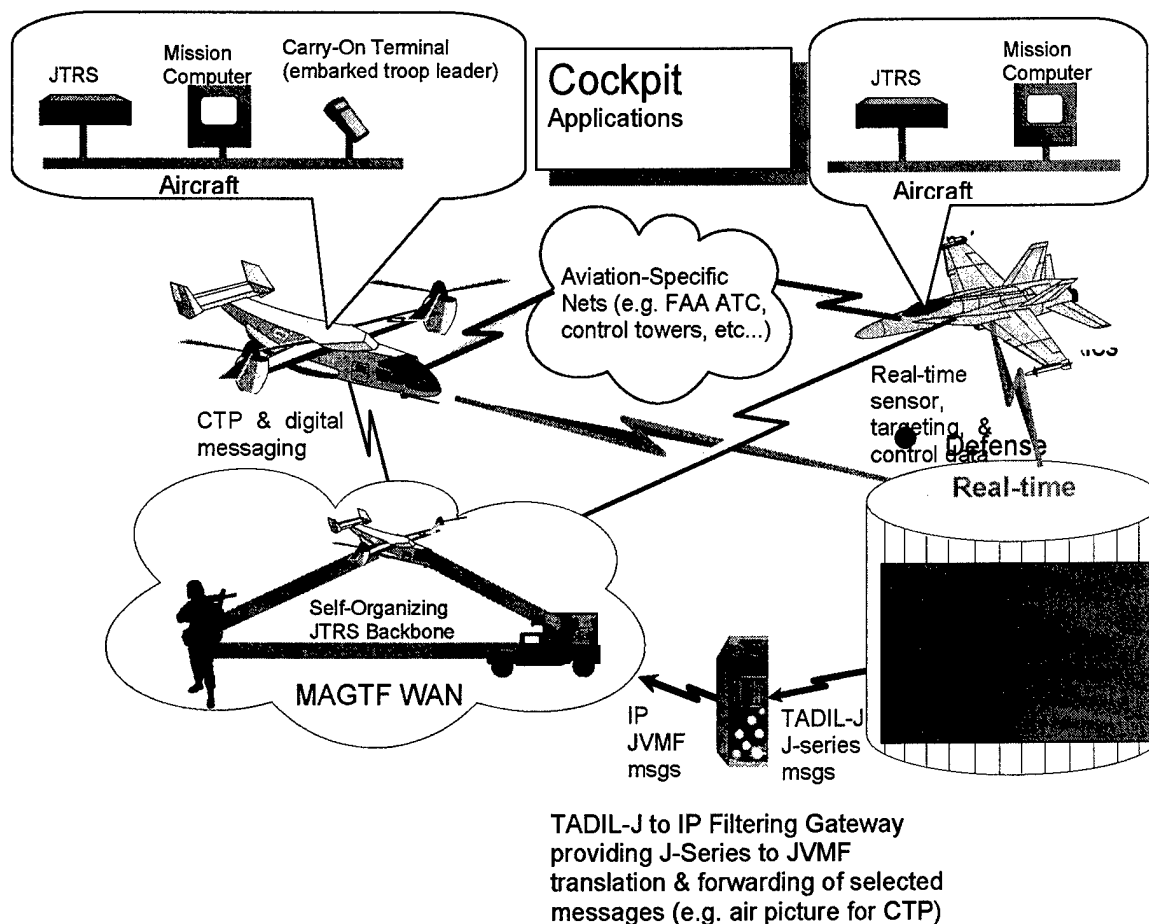 JTRS
Mission
Computer
Carry-On Terminal
(embarked troop leader)
Aircraft
Cockpit
Applications
JTRS
Mission
Computer
Aircraft
Aviation-Specific
Nets (e.g. FAA ATC,
control towers, etc...)
CTP & digital
messaging
Real-time
sensor,
targeting, &
control data
Defense
Real-time
Self-Organizing
JTRS Backbone
MAGTF WAN
IP
JVMF
msgs
TADIL-J
J-series
msgs
TADIL-J to IP Filtering Gateway
providing J-Series to JVMF
translation & forwarding of selected
messages (e.g. air picture for CTP)